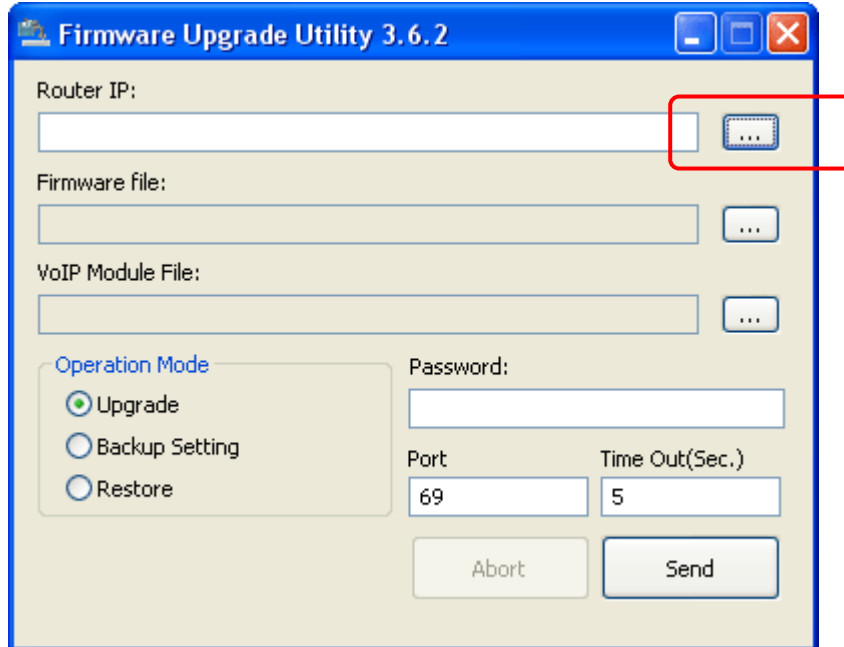 Firmware Upgrade Utility 3.6.2
Router IP:
...
Firmware file:
...
VoIP Module File:
...
Operation Mode
Upgrade
Backup Setting
Restore
Password:
Port
Time Out(Sec.)
69
5
Abort
Send